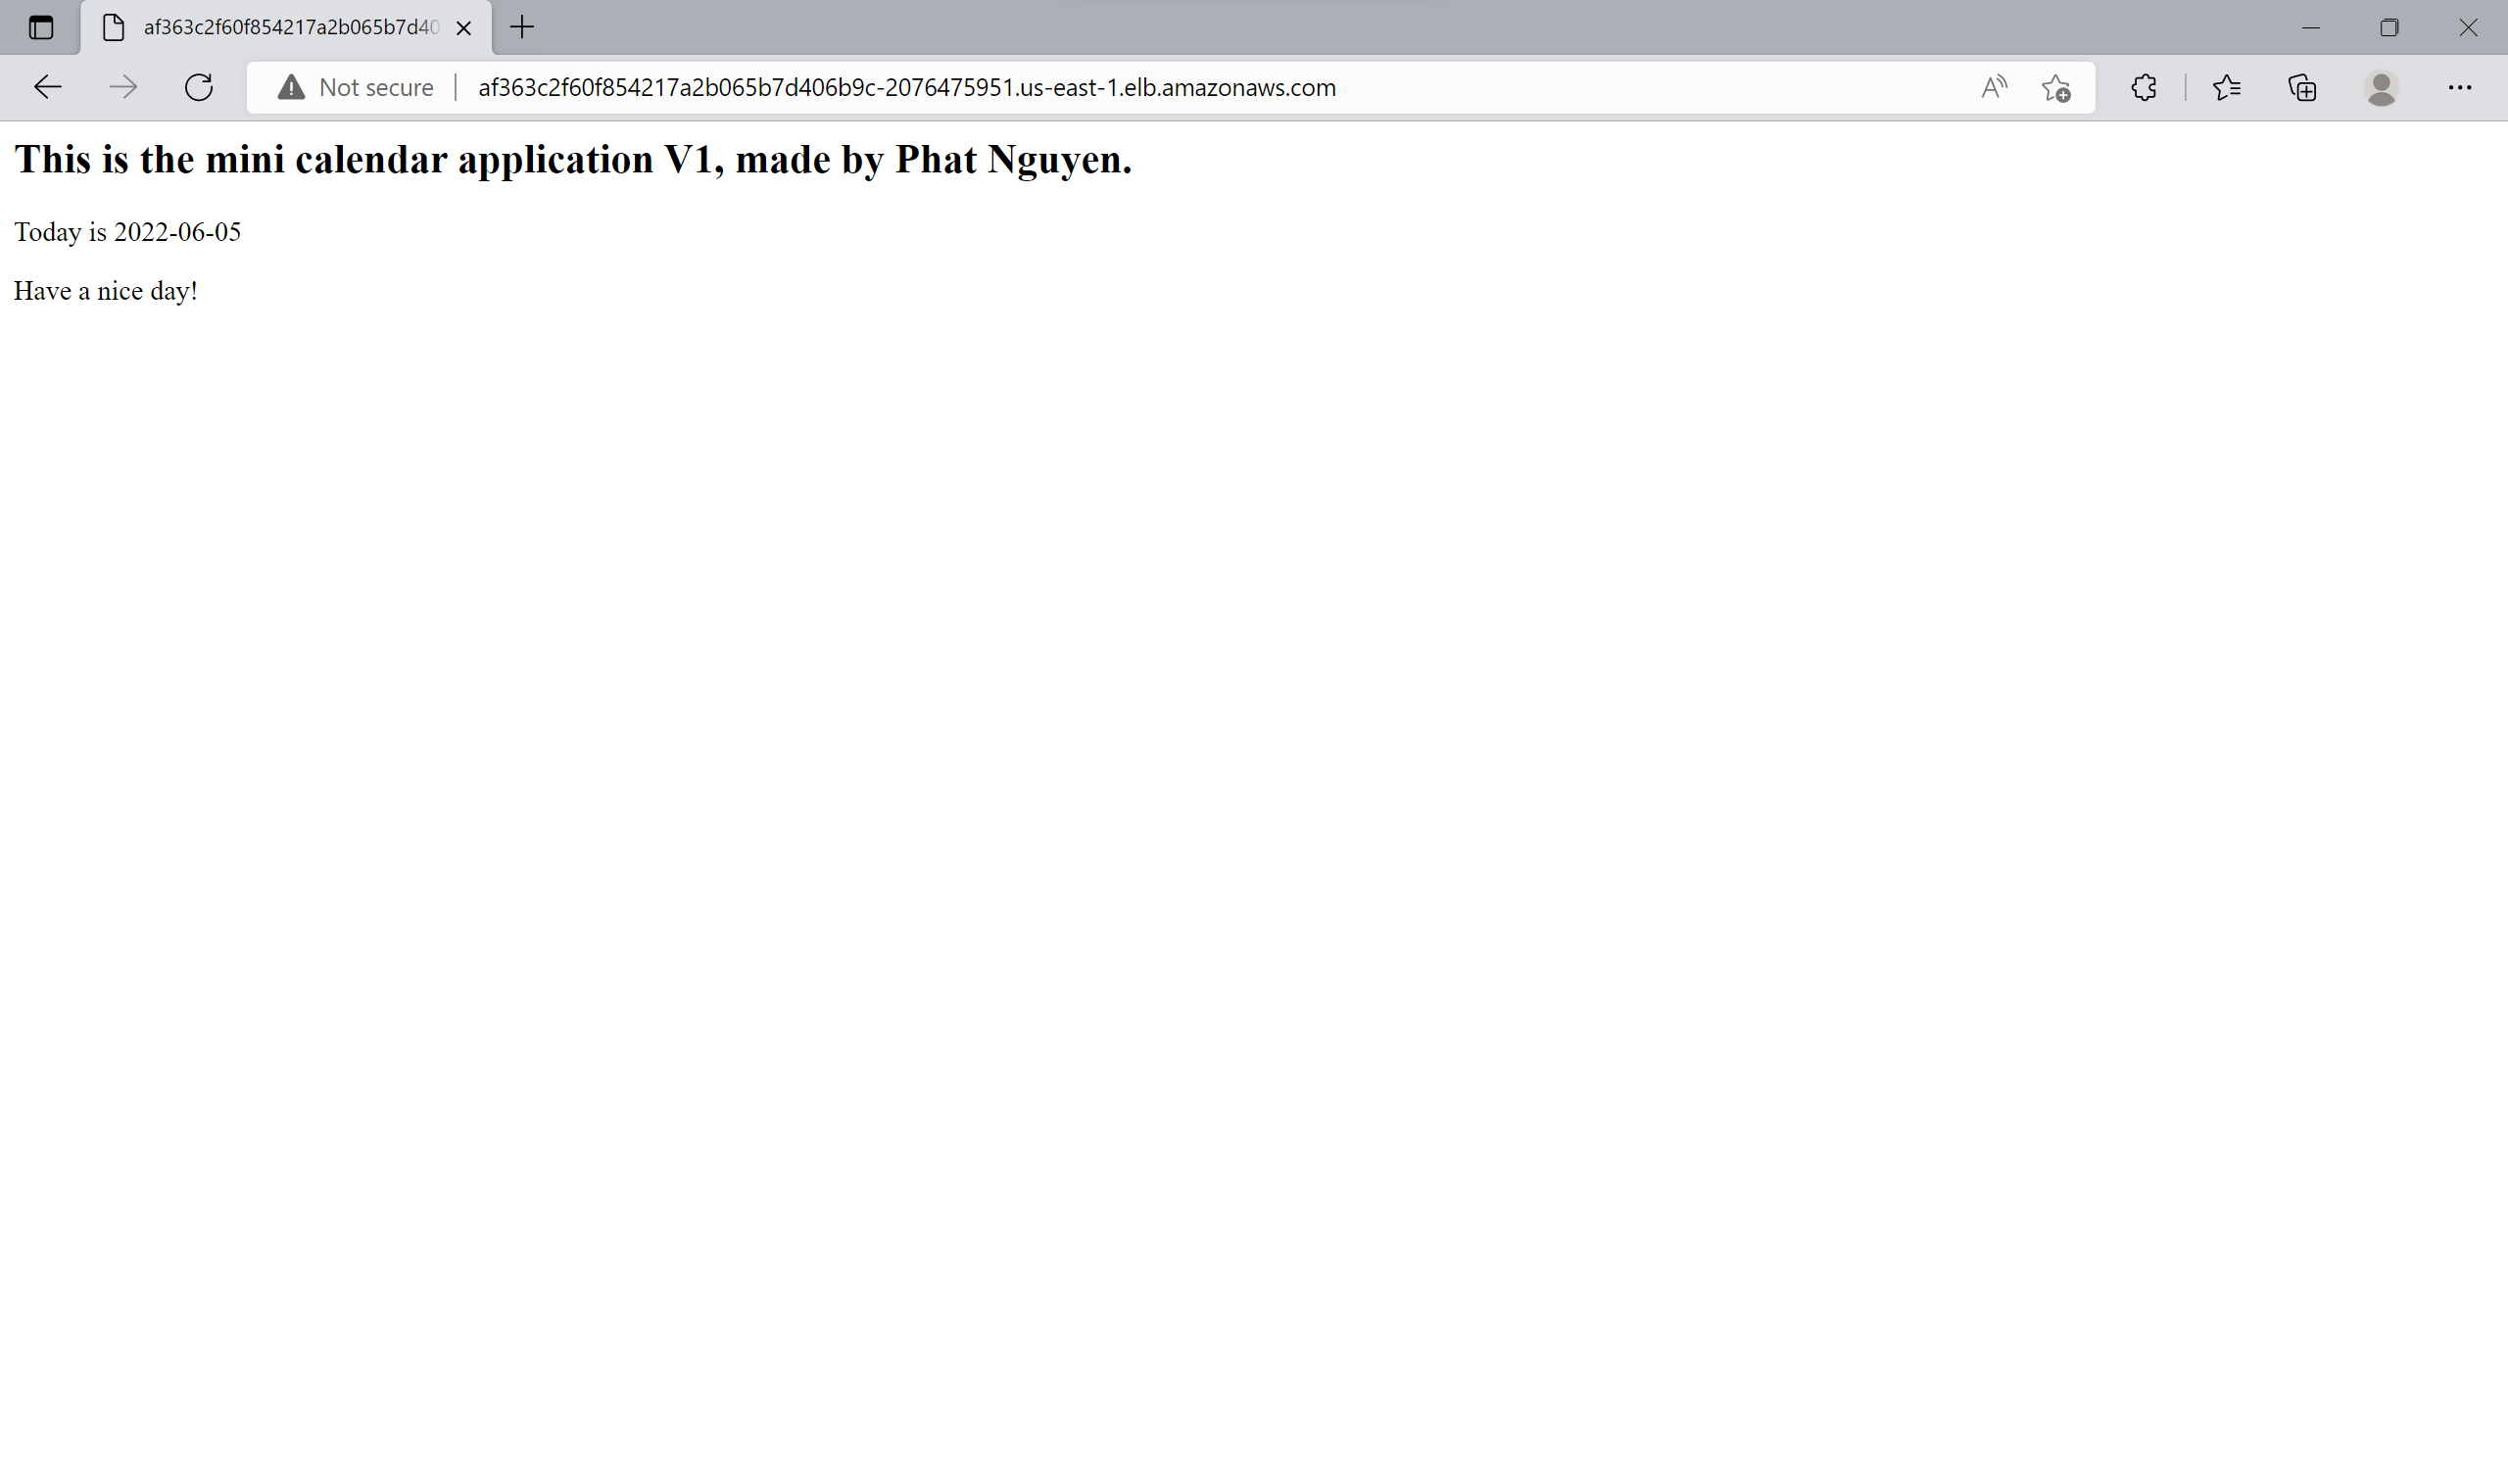 af363c2f60f854217a2b065b7d40
Not secure
af363c2f60f854217a2b065b7d406b9c-2076475951.us-east-1.elb.amazonaws.com
This is the mini calendar application V1, made by Phat Nguyen.
Today is 2022-06-05
Have a nice day!